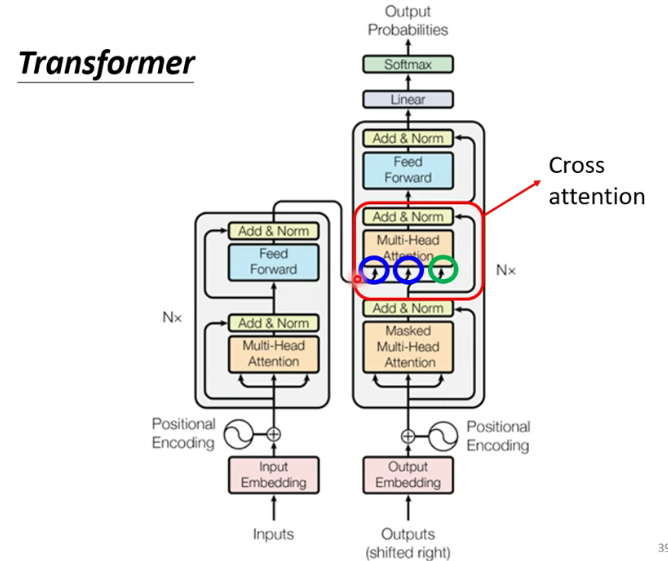 Transformer
Output
Probabilities
Softmax
Linear
Add & Norm
Feed
Forward
Add & Norm
Multi-Head
Attention
Add & Norm
Masked
Multi-Head
Attention
Nx
Cross
attention
Add & Norm
Feed
Forward
Add & Norm
Multi-Head
Attention
Nx
Positional
Encoding
Positional
Encoding
Input
Embedding
Output
Embedding
Inputs
Outputs
(shifted right)
39